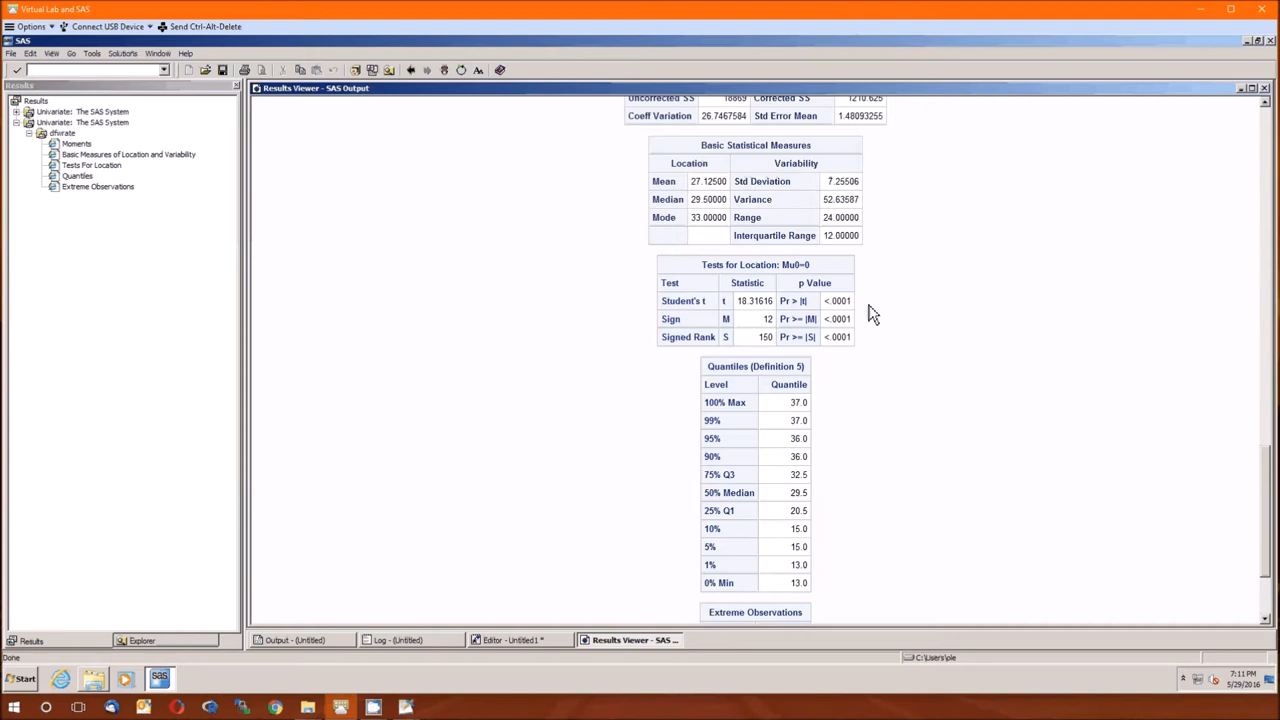 Virtual Lab and SAS
Options Connect USB Device Send Ctrl-Alt-Delete
SAS
File Edit View Go Tools Solutions Window Help
Results
Results Viewer - SAS Output
Results
Univariate: The SAS System
Univariate: The SAS System
dfwrate
Moments
Basic Measures of Location and Variability
Tests For Location
Quantiles
Extreme Observations
Uncorrected SS 18869 Corrected SS 1210.625
Coeff Variation 26.7467584 Std Error Mean 1.48093255
Basic Statistical Measures
Location Variability
Mean 27.12500 Std Deviation 7.25506
Median 29.50000 Variance 52.63587
Mode 33.00000 Range 24.00000
Interquartile Range 12.00000
Tests for Location: Mu0=0
Test Statistic p Value
Student's t t 18.31616 Pr > |t| <.0001
Sign M 12 Pr >= |M| <.0001
Signed Rank S 150 Pr >= |S| <.0001
Quantiles (Definition 5)
Level Quantile
100% Max 37.0
99% 37.0
95% 36.0
90% 36.0
75% Q3 32.5
50% Median 29.5
25% Q1 20.5
10% 15.0
5% 15.0
1% 13.0
0% Min 13.0
Extreme Observations
Results Explorer Output - (Untitled) Log - (Untitled) Editor - Untitled1 * Results Viewer - SAS ...
Done C:\Users\ple
Start 7:11 PM
5/29/2016